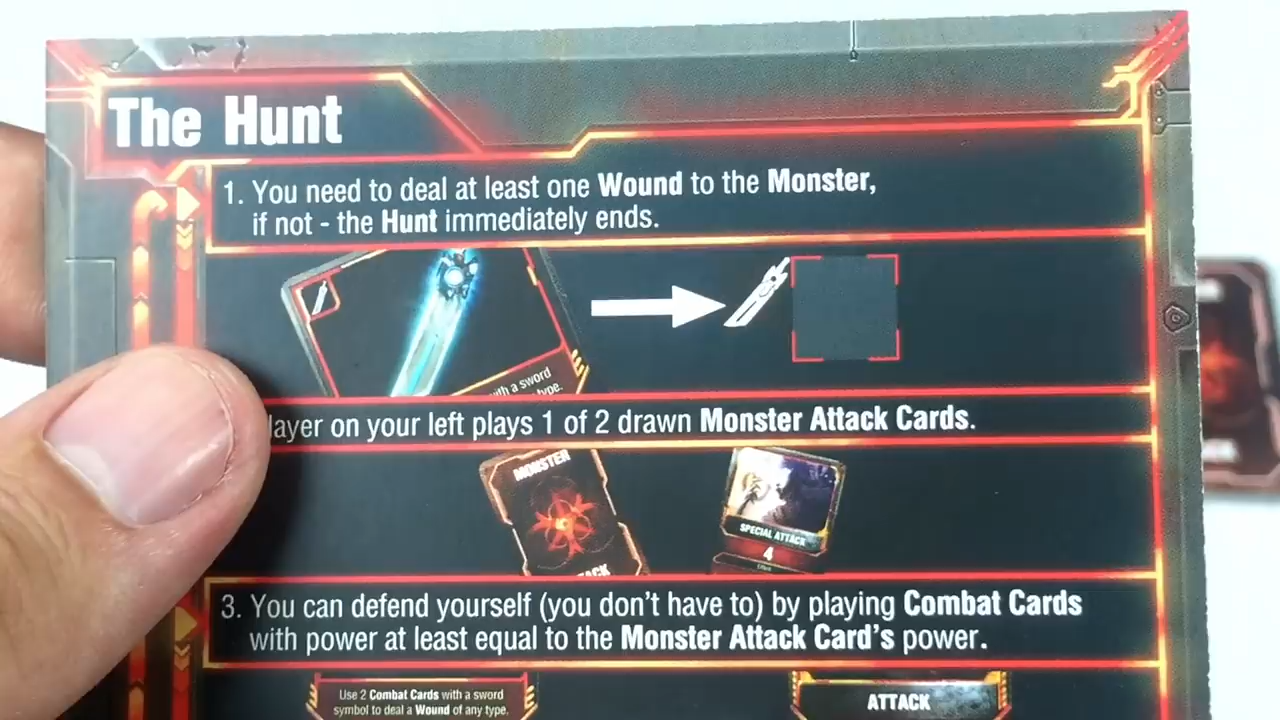 The Hunt
1. You need to deal at least one Wound to the Monster,
if not - the Hunt immediately ends.
with a sword
type.
layer on your left plays 1 of 2 drawn Monster Attack Cards.
MONSTER
SPECIAL ATTACK
4
3. You can defend yourself (you don't have to) by playing Combat Cards
with power at least equal to the Monster Attack Card's power.
Use 2 Combat Cards with a sword
symbol to deal a Wound of any type.
ATTACK